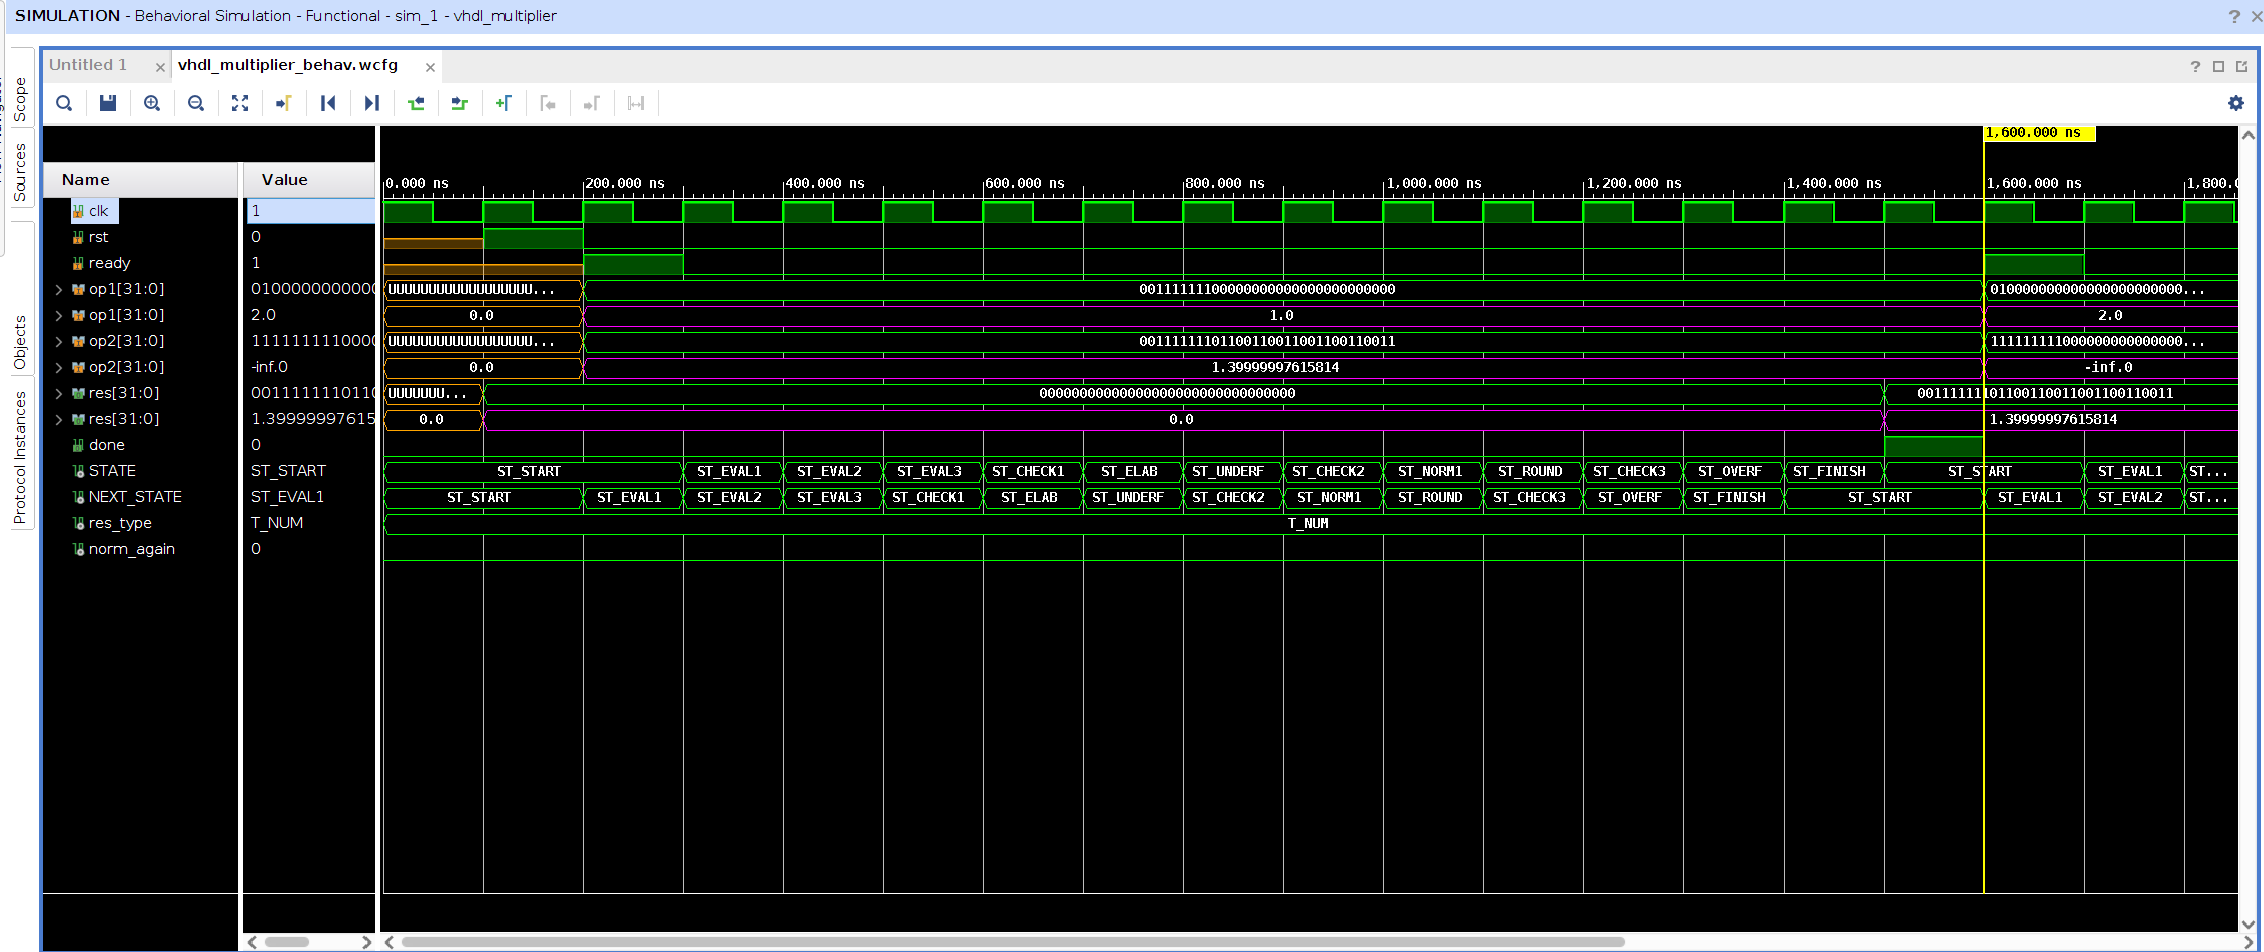 SIMULATION - Behavioral Simulation - Functional - sim_1 - vhdl_multiplier
Untitled 1
vhdl_multiplier_behav.wcfg
Scope
Sources
Objects
Protocol Instances
1,600.000 ns
Name Value
0.000 ns 200.000 ns 400.000 ns 600.000 ns 800.000 ns 1,000.000 ns 1,200.000 ns 1,400.000 ns 1,600.000 ns 1,800.0
clk 1
rst 0
ready 1
op1[31:0] 0100000000000 UUUUUUUUUUUUUUUUUU... 00111111100000000000000000000000 010000000000000000000000...
op1[31:0] 2.0 0.0 1.0 2.0
op2[31:0] 1111111110000 UUUUUUUUUUUUUUUUUU... 00111111101100110011001100110011 111111111000000000000000...
op2[31:0] -inf.0 0.0 1.39999997615814 -inf.0
res[31:0] 0011111110110 UUUUUUU... 00000000000000000000000000000000 00111111101100110011001100110011
res[31:0] 1.39999997615 0.0 0.0 1.39999997615814
done 0
STATE ST_START ST_START ST_EVAL1 ST_EVAL2 ST_EVAL3 ST_CHECK1 ST_ELAB ST_UNDERF ST_CHECK2 ST_NORM1 ST_ROUND ST_CHECK3 ST_OVERF ST_FINISH ST_START ST_EVAL1 ST...
NEXT_STATE ST_EVAL1 ST_START ST_EVAL1 ST_EVAL2 ST_EVAL3 ST_CHECK1 ST_ELAB ST_UNDERF ST_CHECK2 ST_NORM1 ST_ROUND ST_CHECK3 ST_OVERF ST_FINISH ST_START ST_EVAL1 ST_EVAL2 ST...
res_type T_NUM T_NUM
norm_again 0